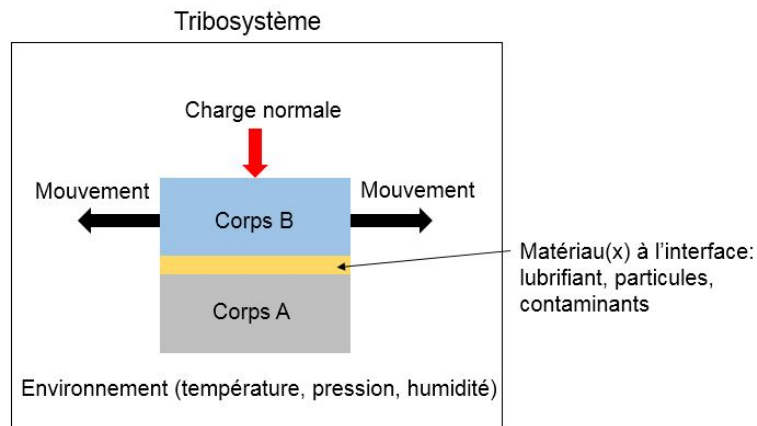 Tribosystème
Charge normale
Mouvement
Mouvement
Corps B
Matériau(x) à l'interface:
lubrifiant, particules,
contaminants
Corps A
Environnement (température, pression, humidité)